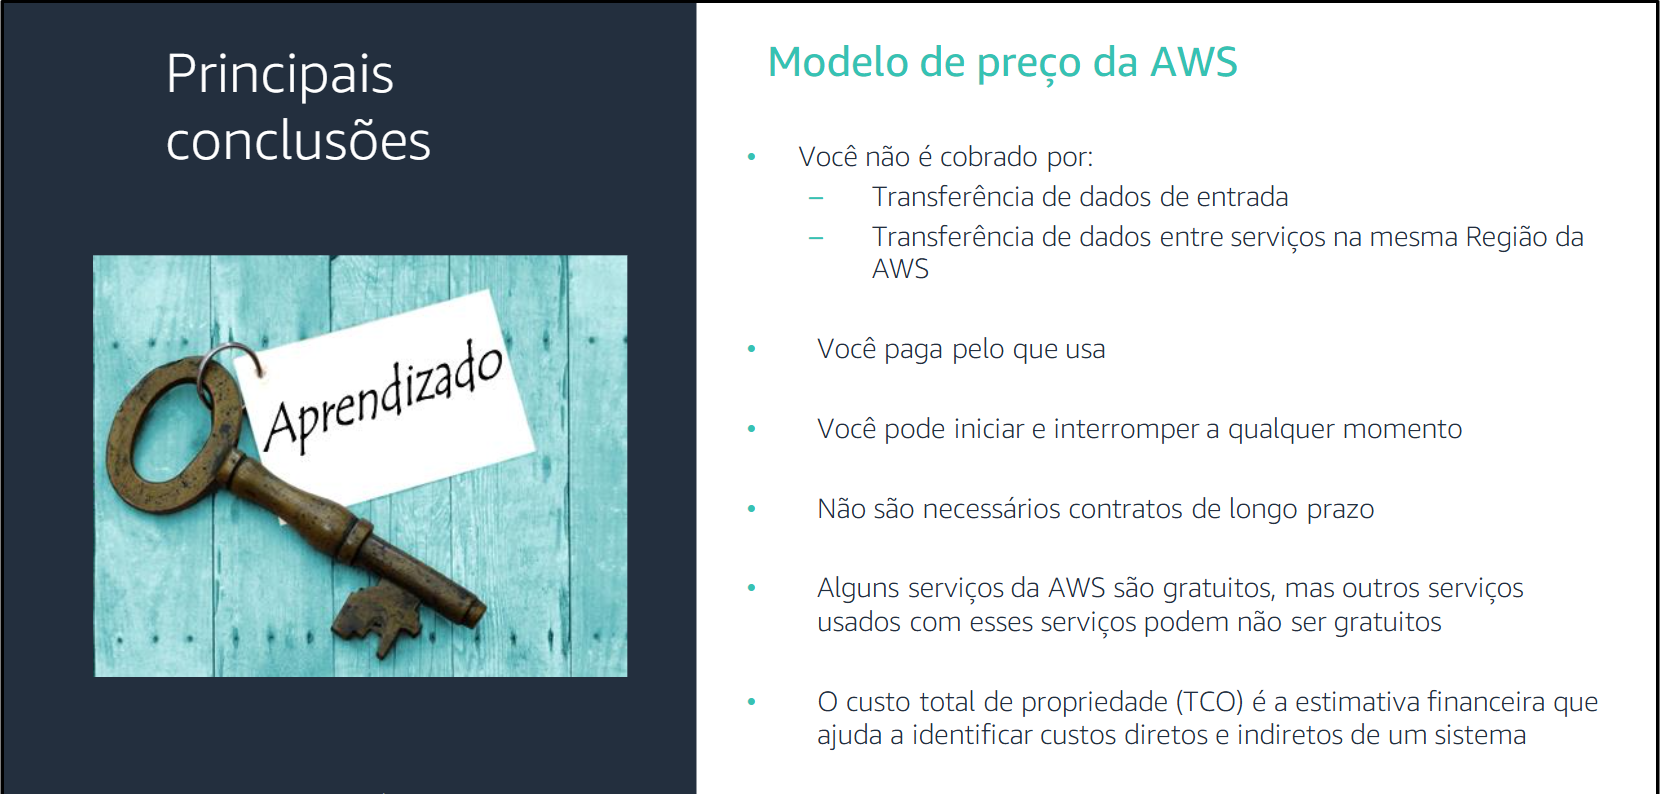 Principais
conclusões
Aprendizado
Modelo de preço da AWS
• Você não é cobrado por:
– Transferência de dados de entrada
– Transferência de dados entre serviços na mesma Região da
AWS
• Você paga pelo que usa
• Você pode iniciar e interromper a qualquer momento
• Não são necessários contratos de longo prazo
• Alguns serviços da AWS são gratuitos, mas outros serviços
usados com esses serviços podem não ser gratuitos
• O custo total de propriedade (TCO) é a estimativa financeira que
ajuda a identificar custos diretos e indiretos de um sistema